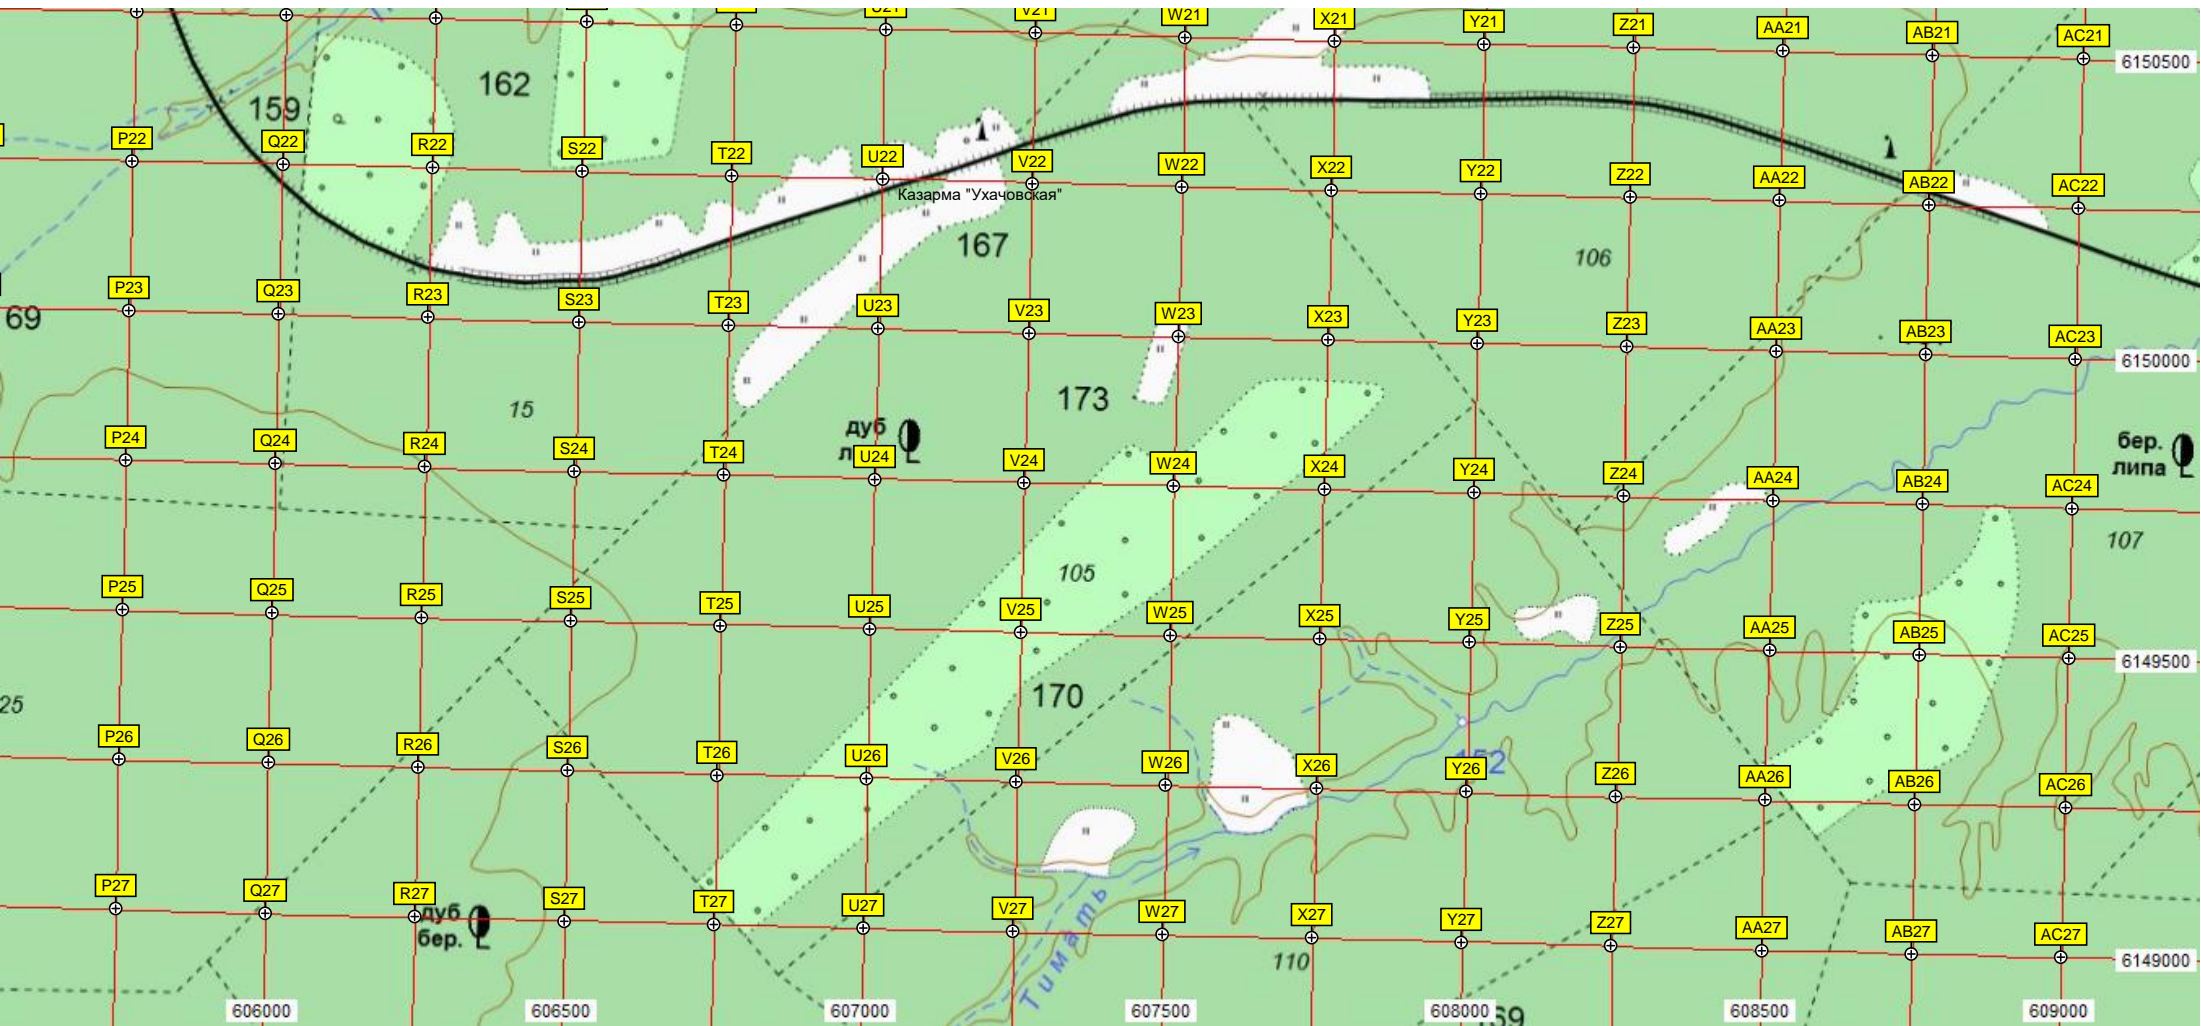 U21 V21 W21 X21 Y21 Z21 AA21 AB21 AC21
6150500
162
159
P22 Q22 R22 S22 T22 U22 V22 W22 X22 Y22 Z22 AA22 AB22 AC22
Казарма "Ухачовская"
167
106
P23 Q23 R23 S23 T23 U23 V23 W23 X23 Y23 Z23 AA23 AB23 AC23
69
6150000
15
173
дуб
P24 Q24 R24 S24 T24 U24 V24 W24 X24 Y24 Z24 AA24 AB24 AC24
бер.
липа
107
105
P25 Q25 R25 S25 T25 U25 V25 W25 X25 Y25 Z25 AA25 AB25 AC25
6149500
25
170
P26 Q26 R26 S26 T26 U26 V26 W26 X26 Y26 Z26 AA26 AB26 AC26
P27 Q27 R27 S27 T27 U27 V27 W27 X27 Y27 Z27 AA27 AB27 AC27
дуб
бер.
Тимать
110
6149000
606000 606500 607000 607500 608000 608500 609000
69